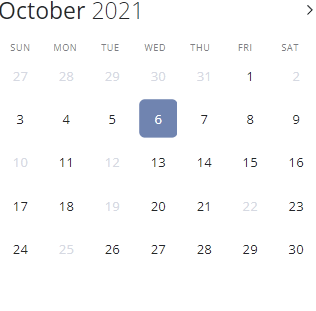 October 2021 >
SUN MON TUE WED THU FRI SAT
27 28 29 30 31 1 2
3 4 5 6 7 8 9
10 11 12 13 14 15 16
17 18 19 20 21 22 23
24 25 26 27 28 29 30